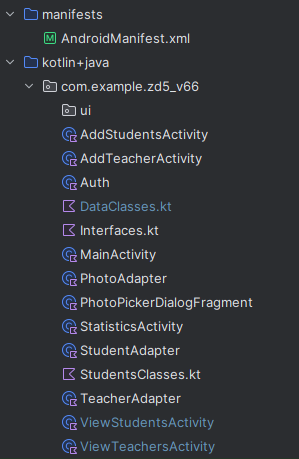 manifests
AndroidManifest.xml
kotlin+java
com.example.zd5_v66
ui
AddStudentsActivity
AddTeacherActivity
Auth
DataClasses.kt
Interfaces.kt
MainActivity
PhotoAdapter
PhotoPickerDialogFragment
StatisticsActivity
StudentAdapter
StudentsClasses.kt
TeacherAdapter
ViewStudentsActivity
ViewTeachersActivity